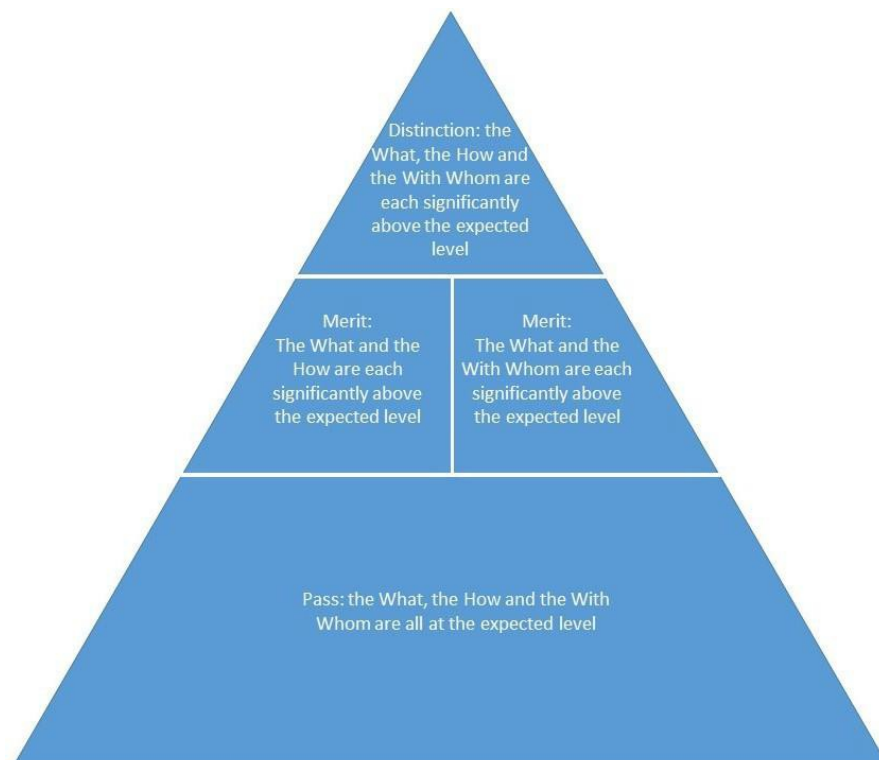 Distinction: the
What, the How and
the With Whom are
each significantly
above the expected
level
Merit:
The What and the
How are each
significantly above
the expected level
Merit:
The What and the
With Whom are each
significantly above
the expected level
Pass: the What, the How and the With
Whom are all at the expected level